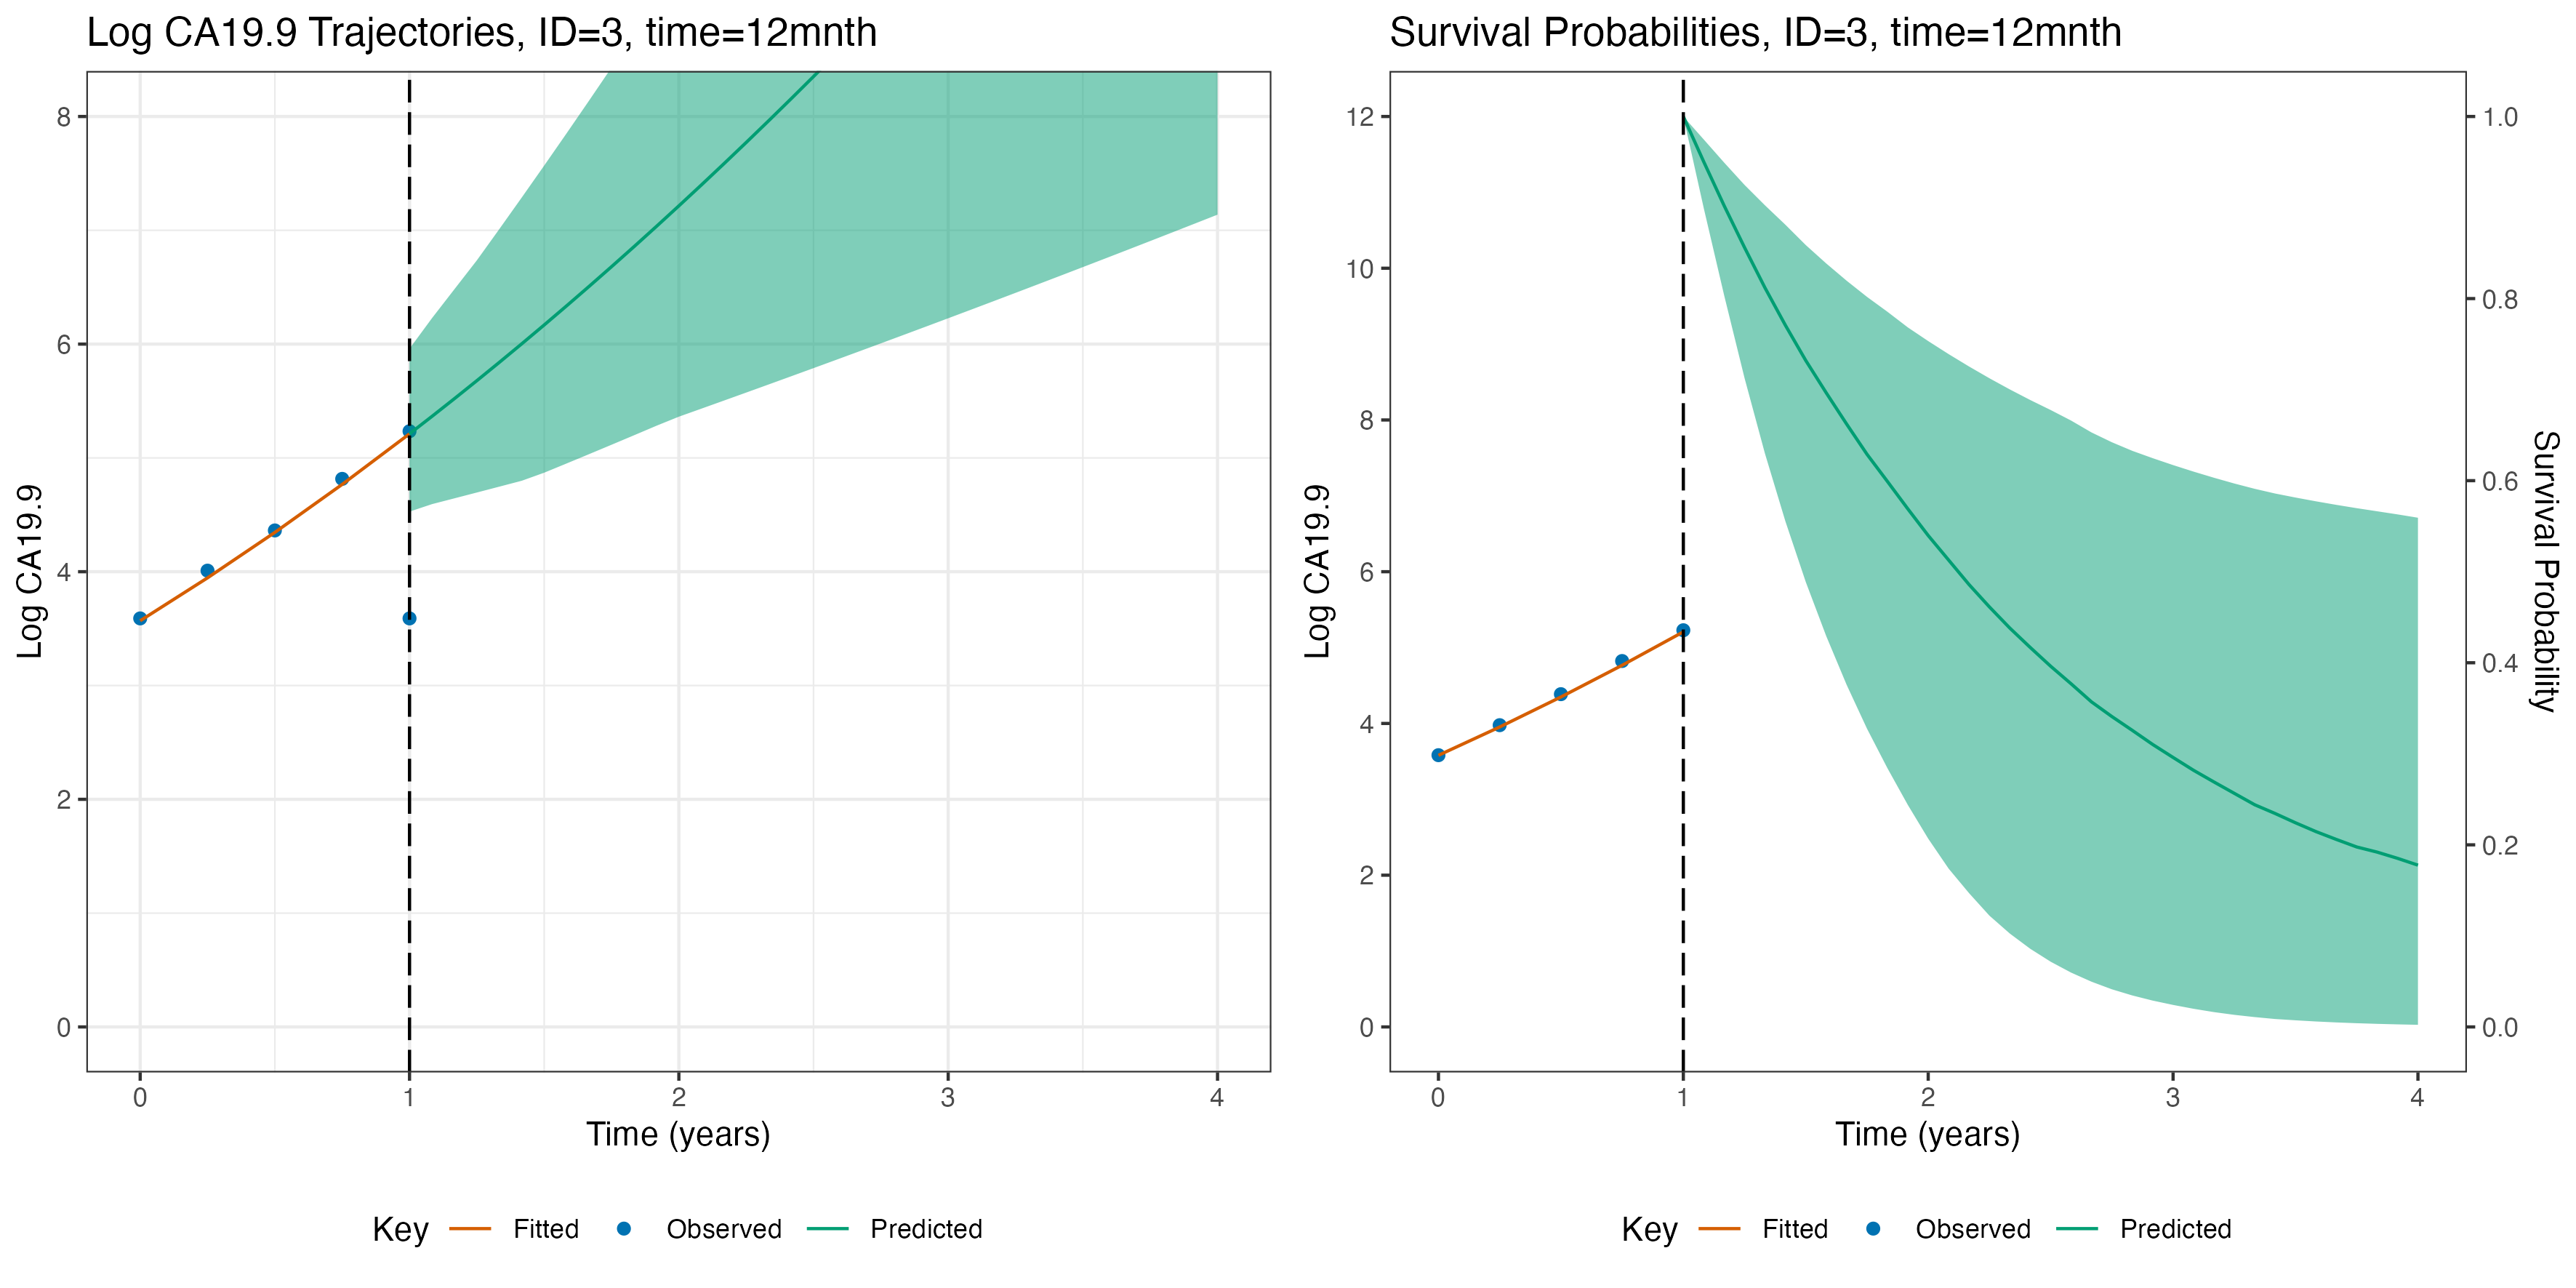 Log CA19.9 Trajectories, ID=3, time=12mnth
8
6
4
2
0
Log CA19.9
0 1 2 3 4
Time (years)
Key Fitted Observed Predicted
Survival Probabilities, ID=3, time=12mnth
12
10
8
6
4
2
0
Log CA19.9
1.0
0.8
0.6
0.4
0.2
0.0
Survival Probability
0 1 2 3 4
Time (years)
Key Fitted Observed Predicted